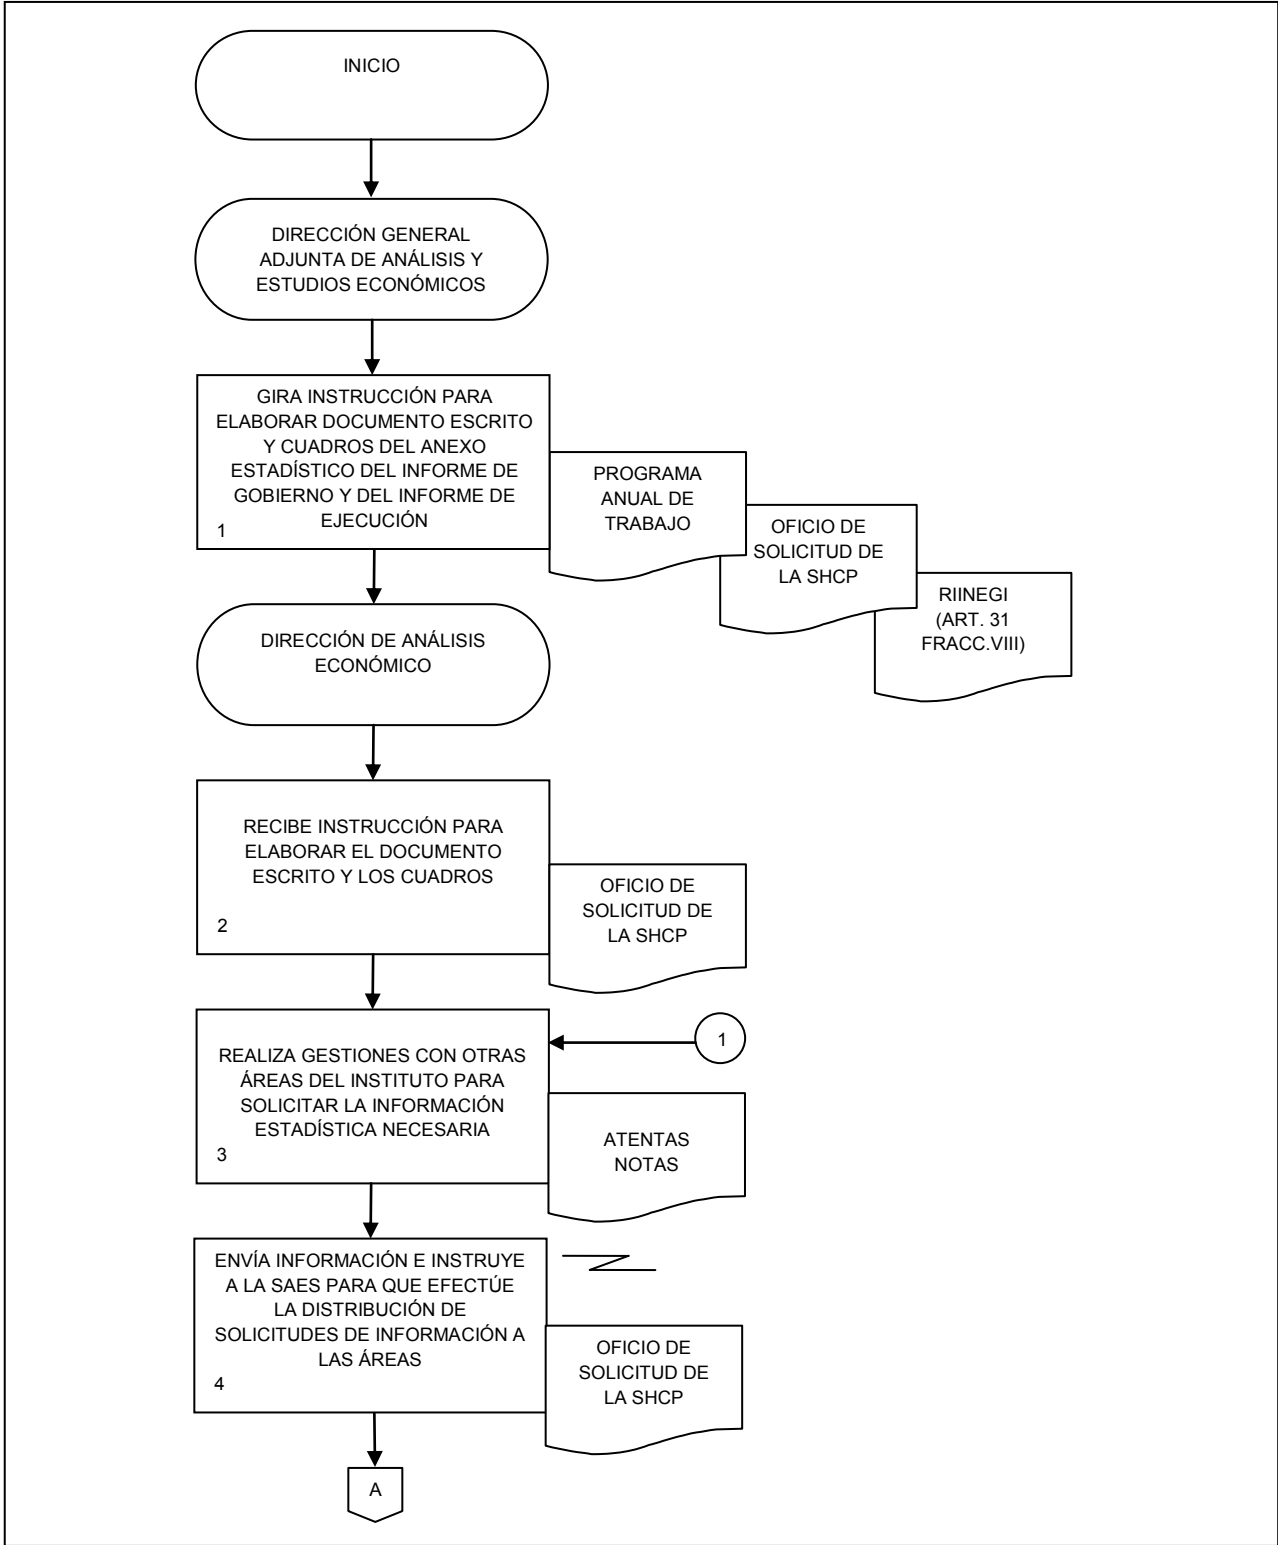 INICIO
DIRECCIÓN GENERAL
ADJUNTA DE ANÁLISIS Y
ESTUDIOS ECONÓMICOS
GIRA INSTRUCCIÓN PARA
ELABORAR DOCUMENTO ESCRITO
Y CUADROS DEL ANEXO
ESTADÍSTICO DEL INFORME DE
GOBIERNO Y DEL INFORME DE
EJECUCIÓN
1
PROGRAMA
ANUAL DE
TRABAJO
OFICIO DE
SOLICITUD DE
LA SHCP
RIINEGI
(ART. 31
FRACC.VIII)
DIRECCIÓN DE ANÁLISIS
ECONÓMICO
RECIBE INSTRUCCIÓN PARA
ELABORAR EL DOCUMENTO
ESCRITO Y LOS CUADROS
2
OFICIO DE
SOLICITUD DE
LA SHCP
1
REALIZA GESTIONES CON OTRAS
ÁREAS DEL INSTITUTO PARA
SOLICITAR LA INFORMACIÓN
ESTADÍSTICA NECESARIA
3
ATENTAS
NOTAS
ENVÍA INFORMACIÓN E INSTRUYE
A LA SAES PARA QUE EFECTÚE
LA DISTRIBUCIÓN DE
SOLICITUDES DE INFORMACIÓN A
LAS ÁREAS
4
OFICIO DE
SOLICITUD DE
LA SHCP
A